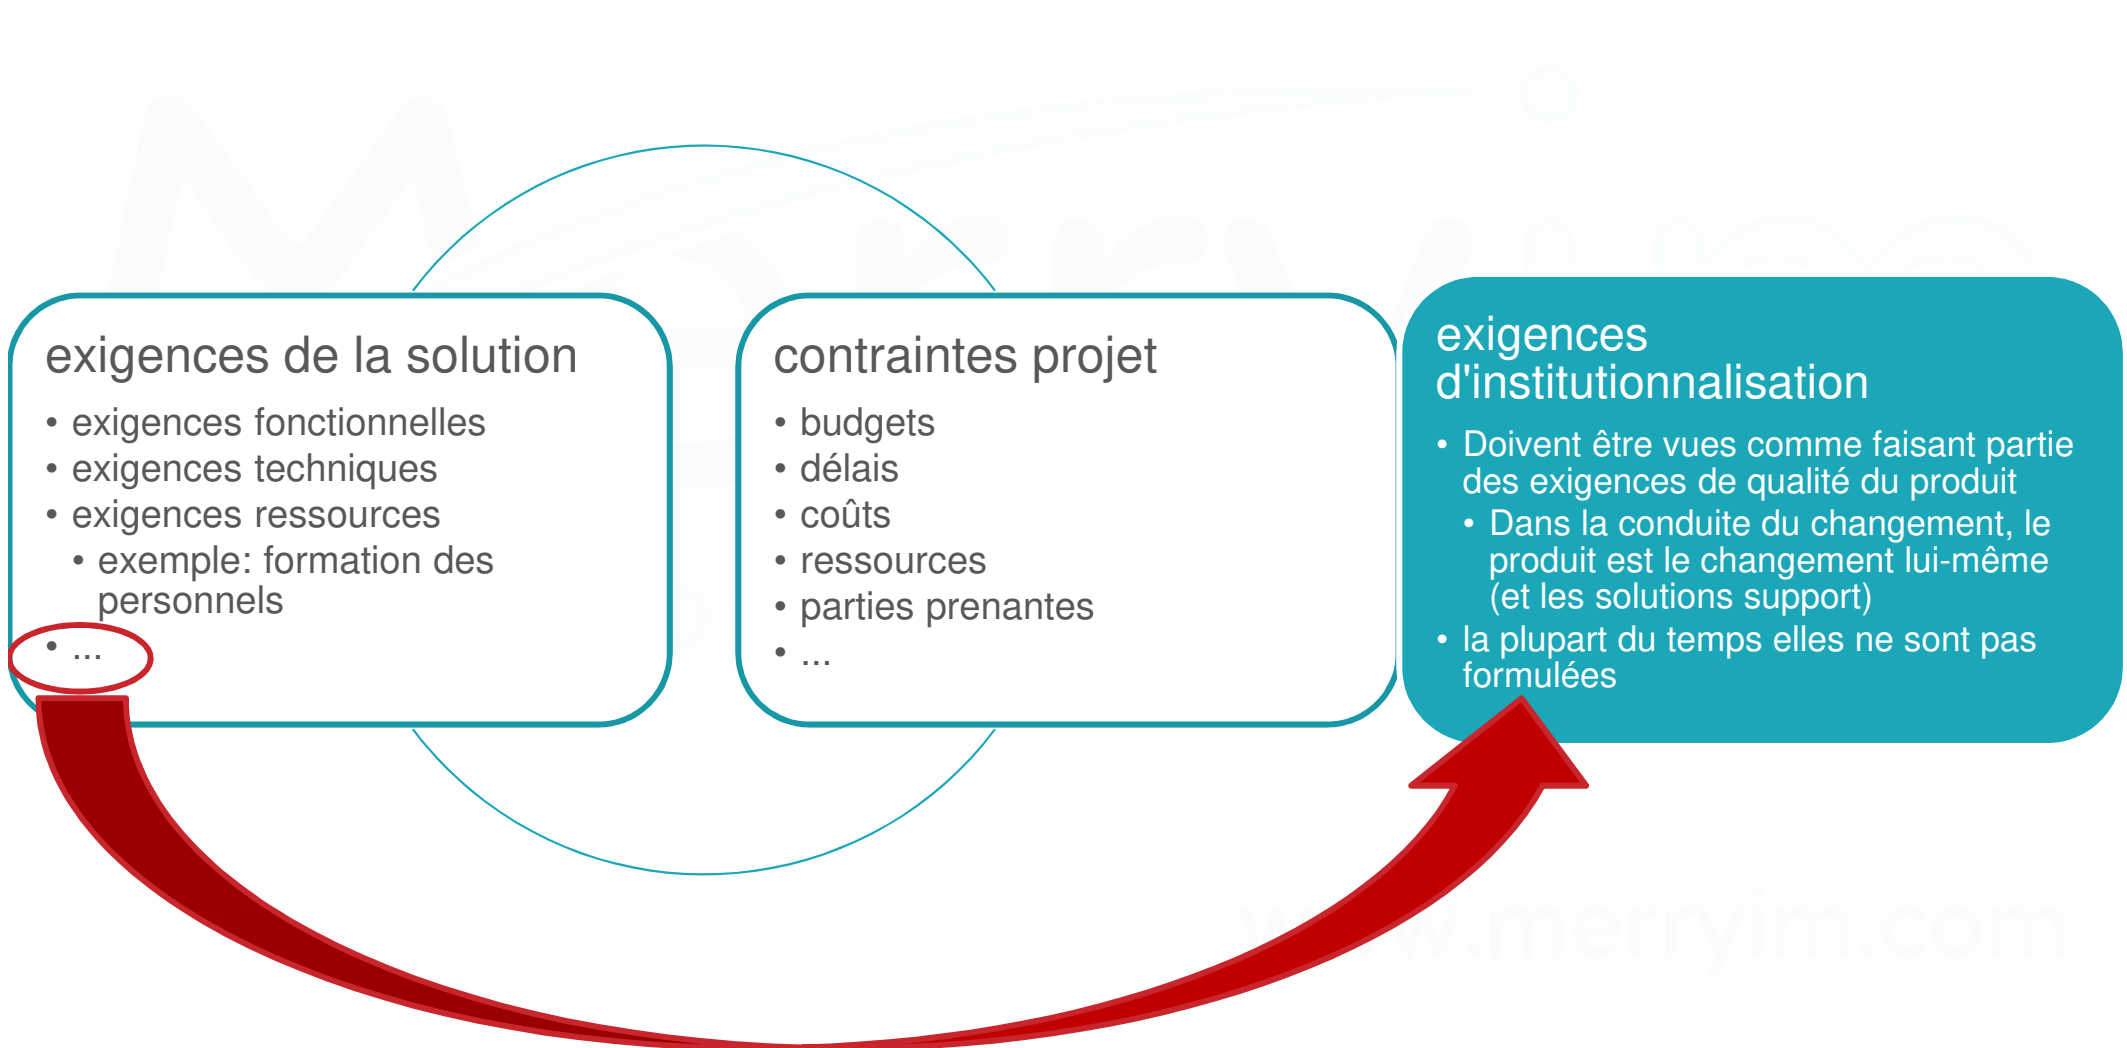 exigences de la solution
• exigences fonctionnelles
• exigences techniques
• exigences ressources
• exemple: formation des
personnels
• ...
contraintes projet
• budgets
• délais
• coûts
• ressources
• parties prenantes
• ...
exigences
d'institutionnalisation
• Doivent être vues comme faisant partie
des exigences de qualité du produit
• Dans la conduite du changement, le
produit est le changement lui-même
(et les solutions support)
• la plupart du temps elles ne sont pas
formulées
www.merryim.com